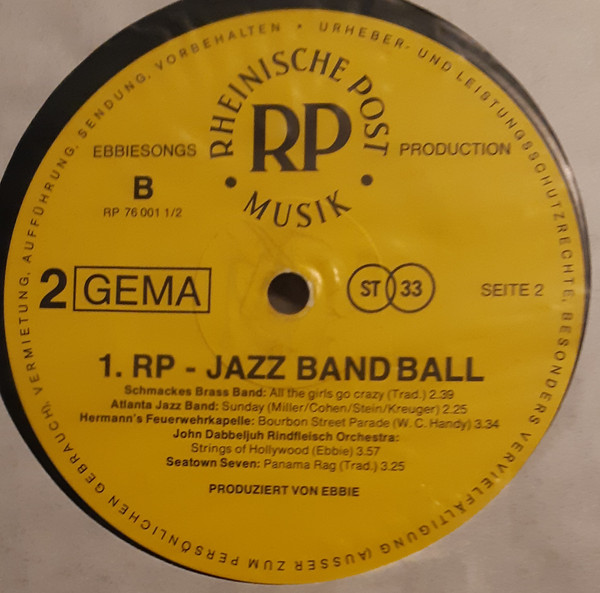 URHEBER- UND LEISTUNGSSCHUTZRECHTE, BESONDERS VERVIELFÄLTIGUNG (AUSSER ZUM PERSÖNLICHEN GEBRAUCH), VERMIETUNG, AUFFÜHRUNG, SENDUNG, VORBEHALTEN •
RHEINISCHE POST
RP
• MUSIK •
EBBIESONGS
PRODUCTION
B
RP 76 001 1/2
2 GEMA
ST 33
SEITE 2
1. RP - JAZZ BAND BALL
Schmackes Brass Band: All the girls go crazy (Trad.) 2.39
Atlanta Jazz Band: Sunday (Miller/Cohen/Stein/Kreuger) 2.25
Hermann's Feuerwehrkapelle: Bourbon Street Parade (W. C. Handy) 3.34
John Dabbeljuh Rindfleisch Orchestra:
Strings of Hollywood (Ebbie) 3.57
Seatown Seven: Panama Rag (Trad.) 3.25
PRODUZIERT VON EBBIE